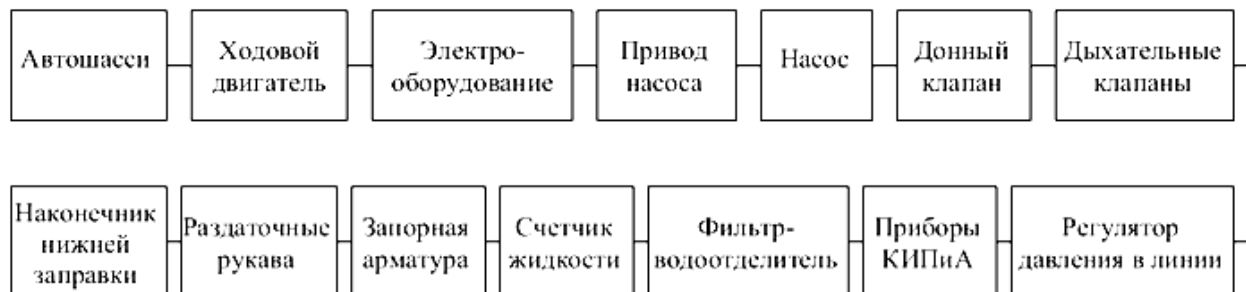 Автошасси
Ходовой
двигатель
Электро-
оборудование
Привод
насоса
Насос
Донный
клапан
Дыхательные
клапаны
Наконечник
нижней
заправки
Раздаточные
рукава
Запорная
арматура
Счетчик
жидкости
Фильтр-
водоотделитель
Приборы
КИПиА
Регулятор
давления в линии